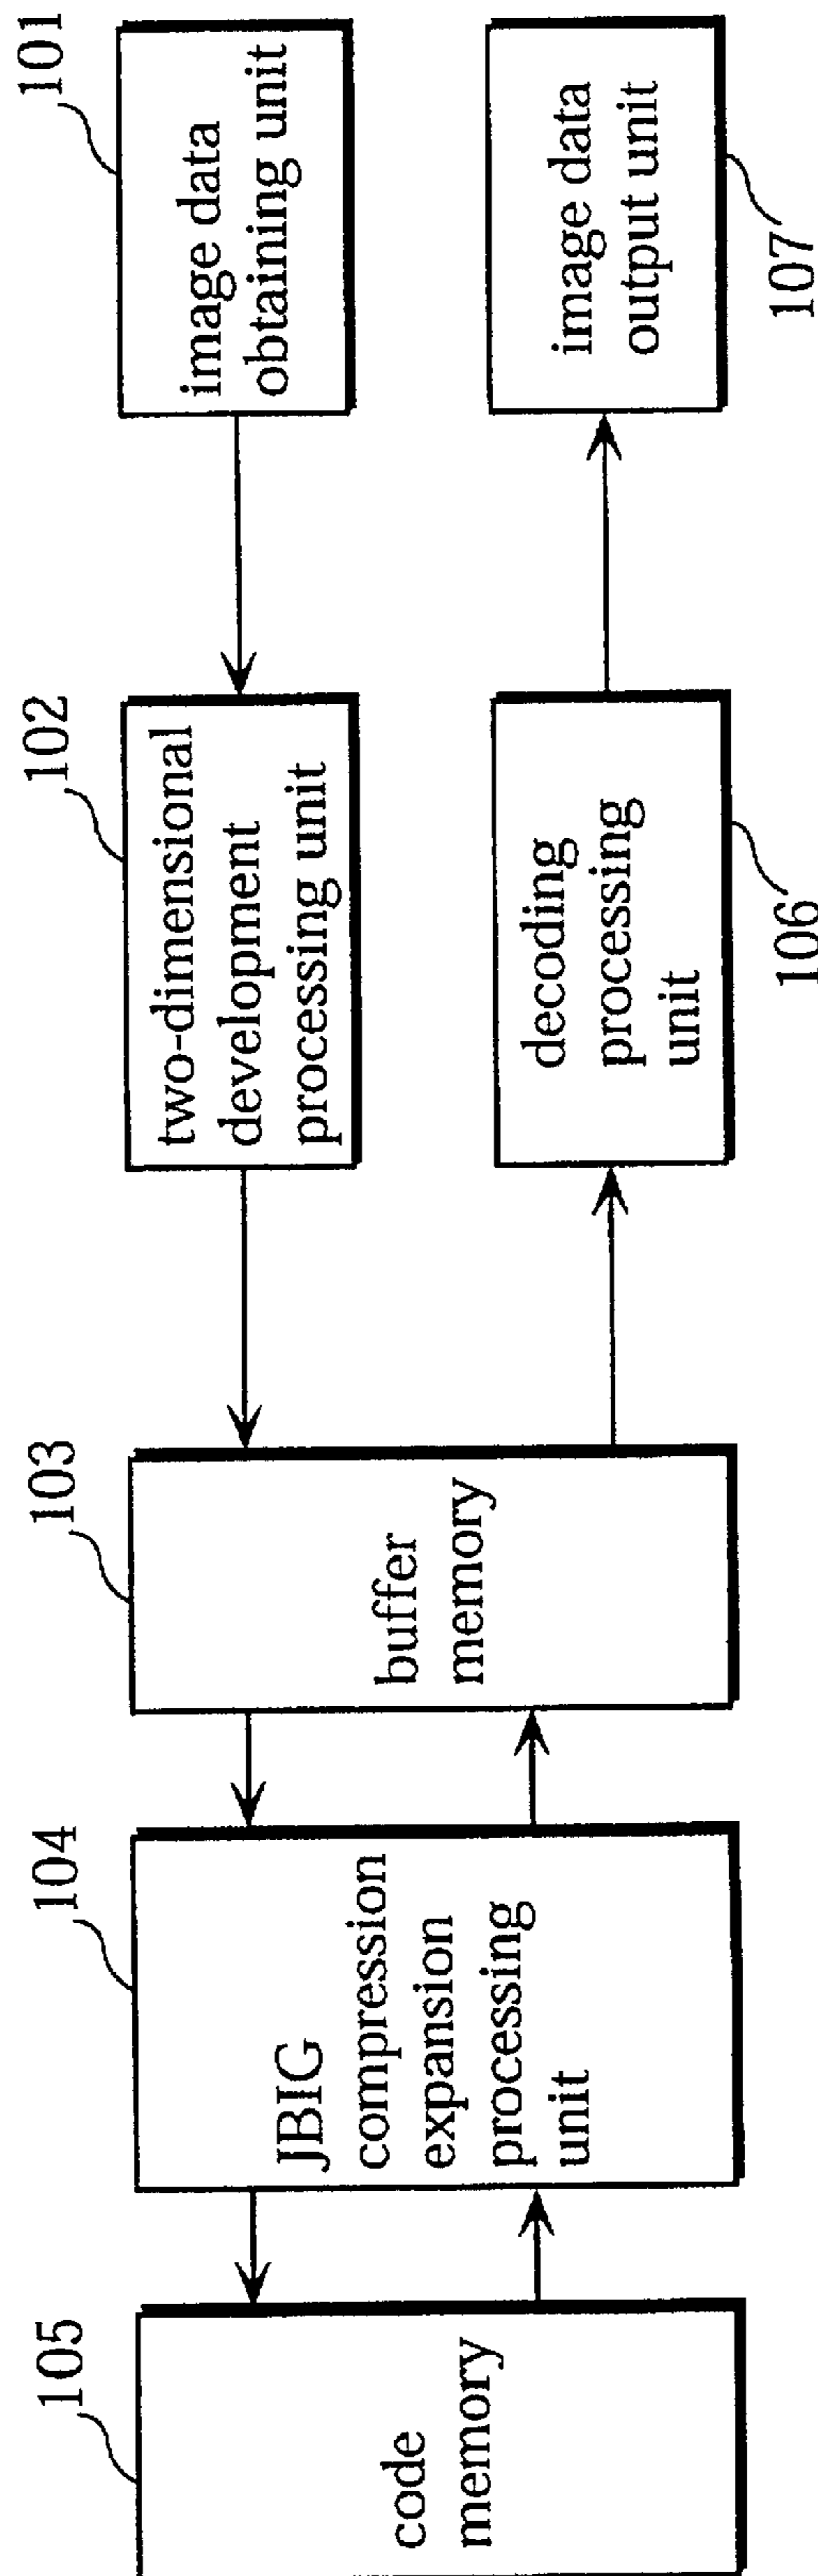 101
image data
obtaining unit
102
two-dimensional
development
processing unit
103
buffer
memory
104
JBIG
compression
expansion
processing
unit
105
code
memory
106
decoding
processing
unit
107
image data
output unit